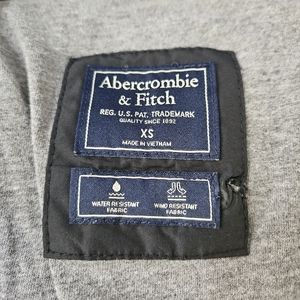 Abercrombie
& Fitch
REG. U.S. PAT. TRADEMARK
QUALITY SINCE 1892
XS
MADE IN VIETNAM
WATER RESISTANT
FABRIC
WIND RESISTANT
FABRIC